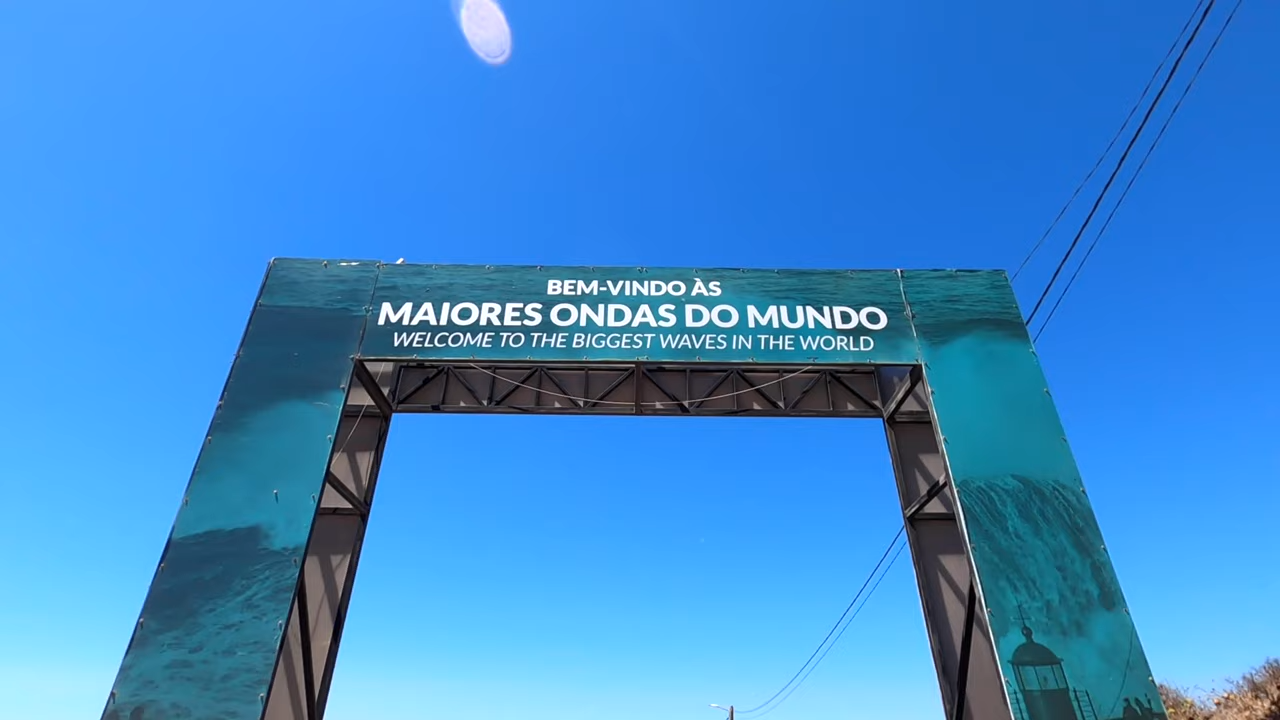 BEM-VINDO ÀS
MAIORES ONDAS DO MUNDO
WELCOME TO THE BIGGEST WAVES IN THE WORLD